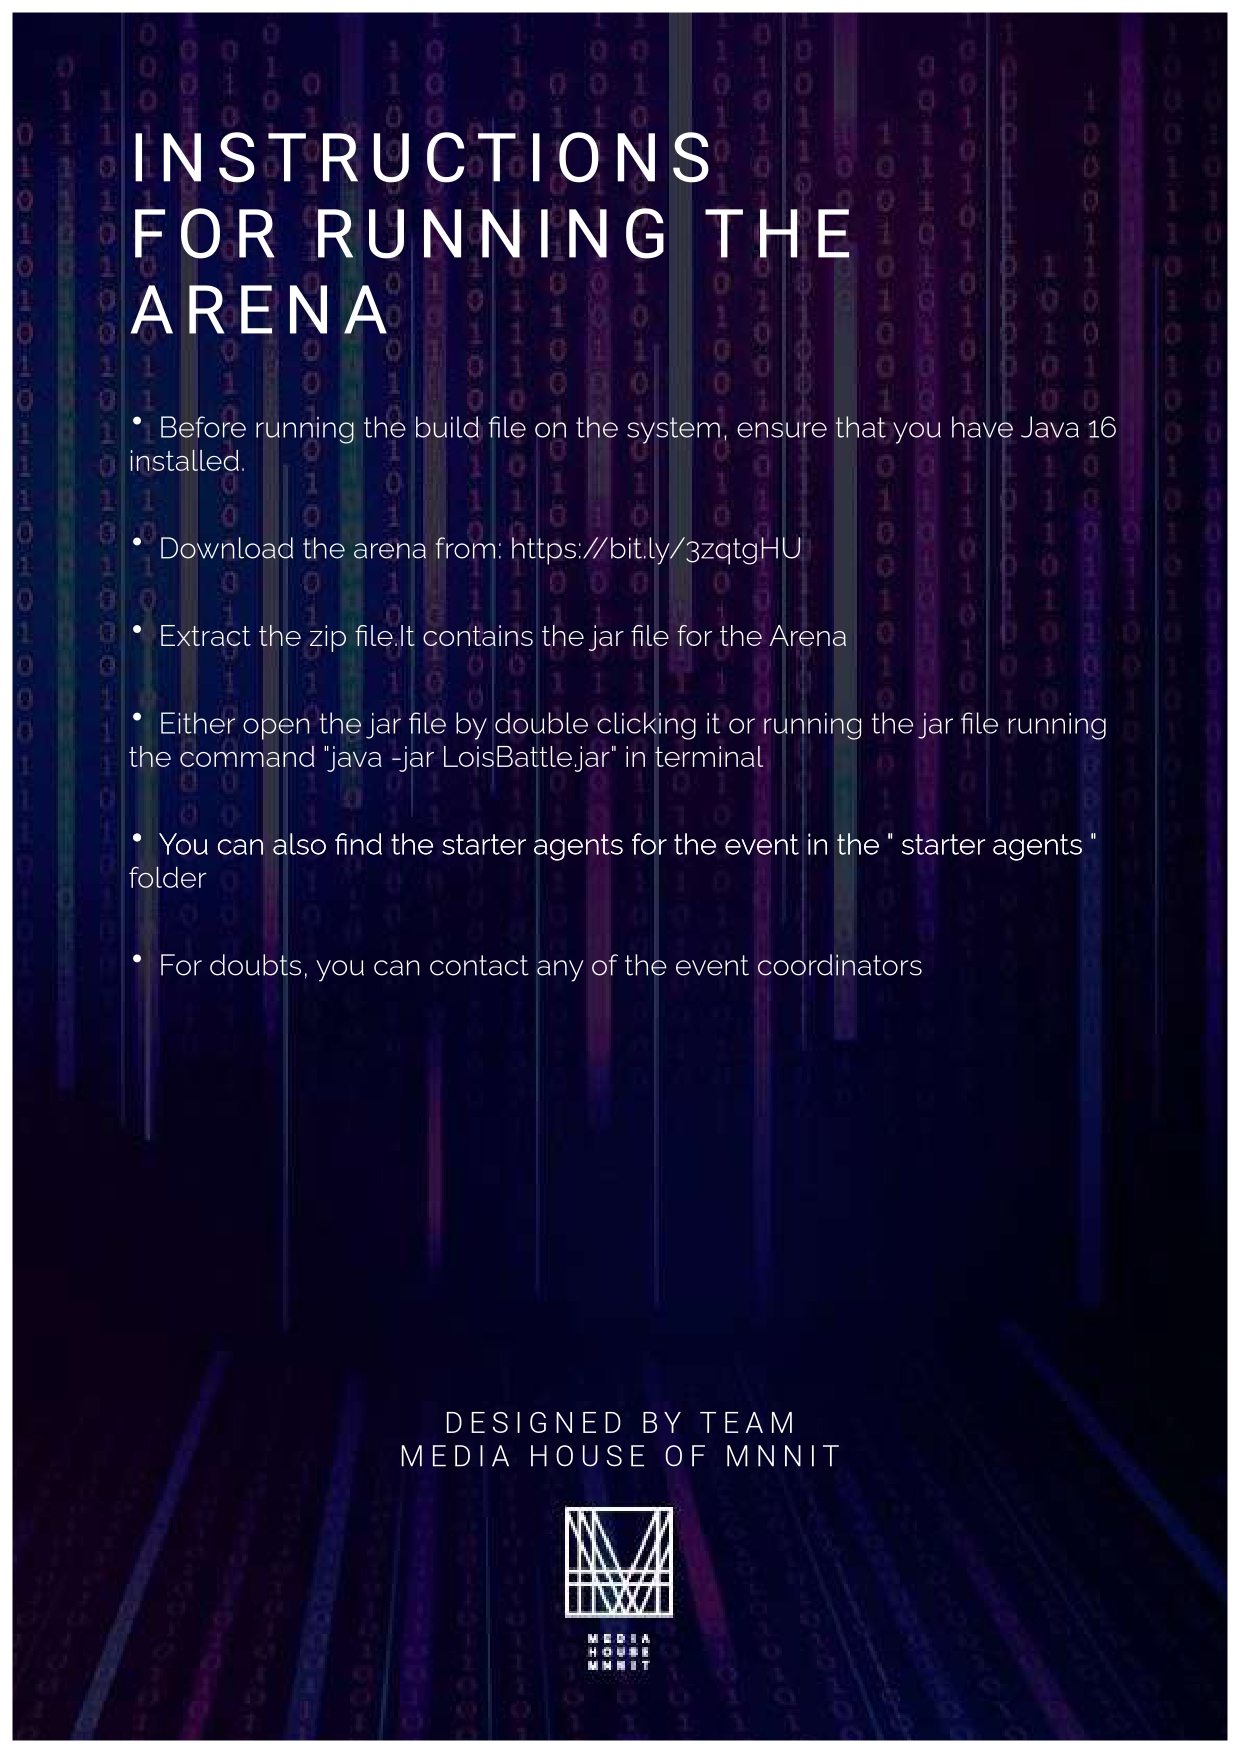 INSTRUCTIONS
FOR RUNNING THE
ARENA
• Before running the build file on the system, ensure that you have Java 16
installed.
• Download the arena from: https://bit.ly/3zqtgHU
• Extract the zip file.It contains the jar file for the Arena
• Either open the jar file by double clicking it or running the jar file running
the command "java -jar LoisBattle.jar" in terminal
• You can also find the starter agents for the event in the " starter agents "
folder
• For doubts, you can contact any of the event coordinators
DESIGNED BY TEAM
MEDIA HOUSE OF MNNIT
MEDIA
HOUSE
MNNIT